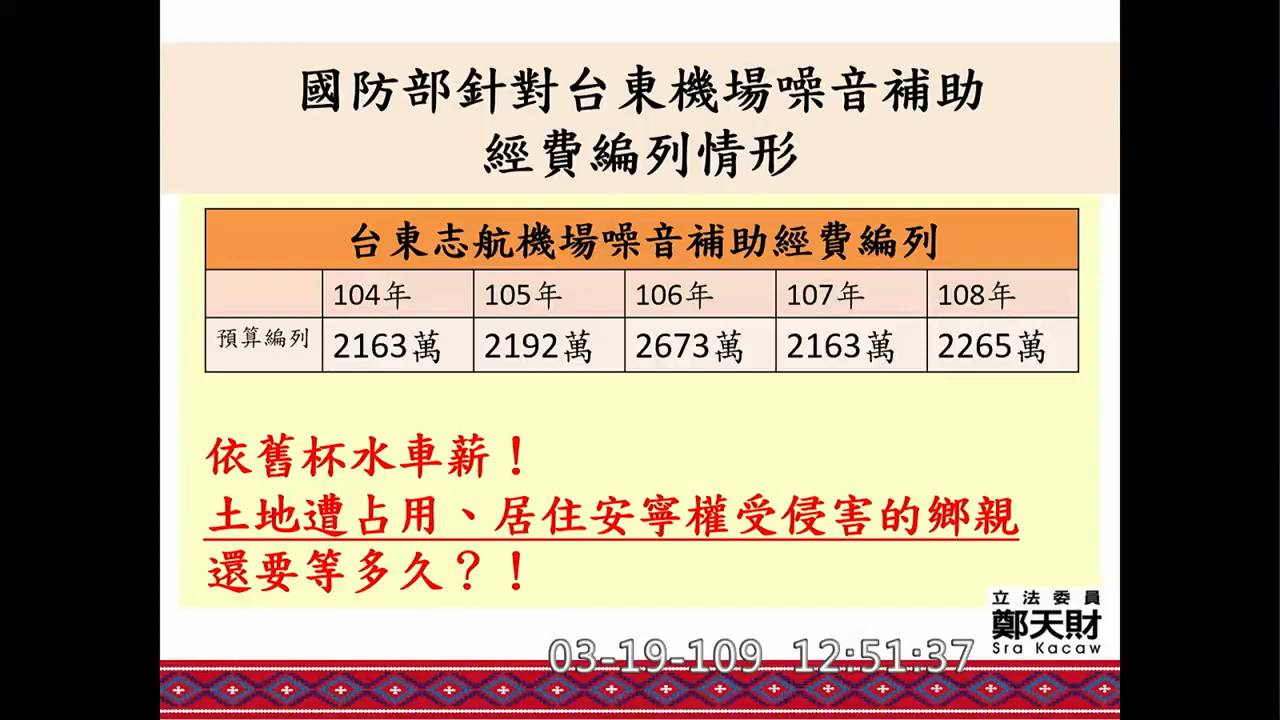 國防部針對台東機場噪音補助
經費編列情形
台東志航機場噪音補助經費編列
104年 105年 106年 107年 108年
預算編列 2163萬 2192萬 2673萬 2163萬 2265萬
依舊杯水車薪！
土地遭占用、居住安寧權受侵害的鄉親
還要等多久？！
立法委員
鄭天財
Sra Kacaw
03-19-109 12:51:37